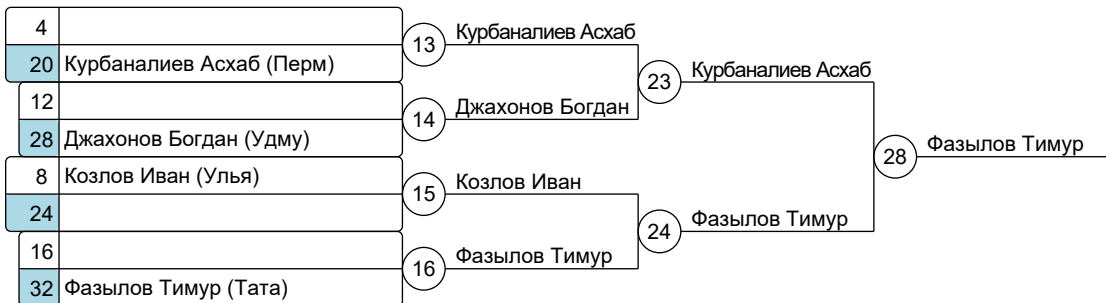 4
13
Курбаналиев Асхаб
20 Курбаналиев Асхаб (Перм)
23
Курбаналиев Асхаб
12
14
Джахонов Богдан
28 Джахонов Богдан (Удму)
28
Фазылов Тимур
8 Козлов Иван (Улья)
15
Козлов Иван
24
24
Фазылов Тимур
16
16
Фазылов Тимур
32 Фазылов Тимур (Тата)